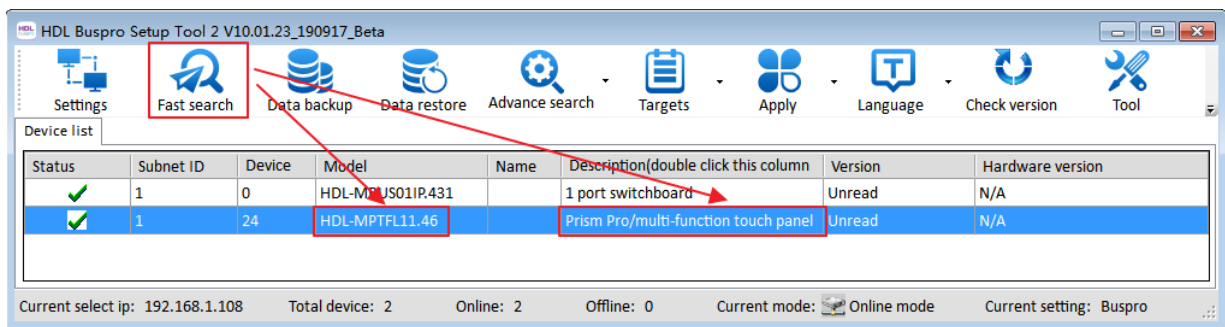 HDL Buspro Setup Tool 2 V10.01.23_190917_Beta
Settings Fast search Data backup Data restore Advance search Targets Apply Language Check version Tool
Device list
Status Subnet ID Device Model Name Description(double click this column Version Hardware version
1 0 HDL-MBUS01IP.431 1 port switchboard Unread N/A
1 24 HDL-MPTFL11.46 Prism Pro/multi-function touch panel Unread N/A
Current select ip: 192.168.1.108 Total device: 2 Online: 2 Offline: 0 Current mode: Online mode Current setting: Buspro